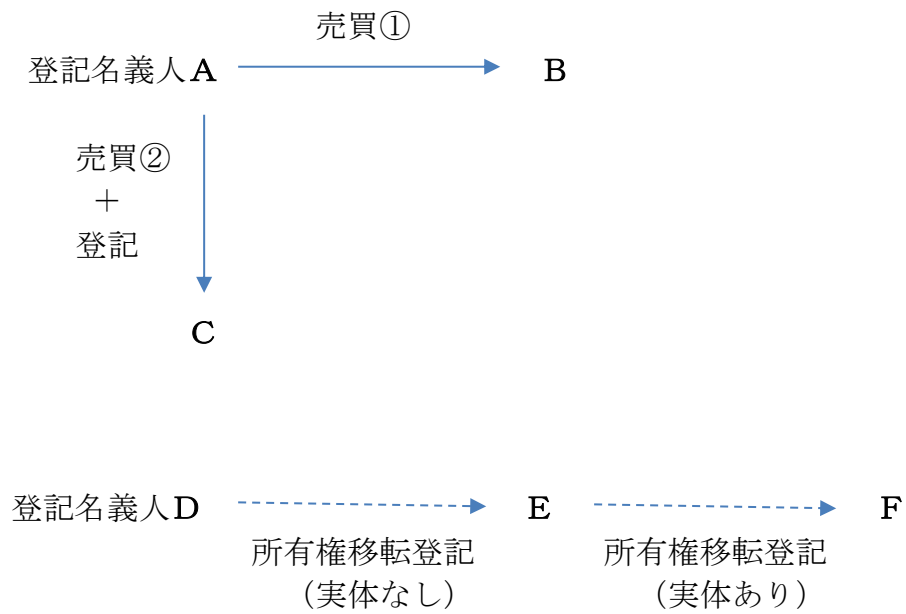 売買①
登記名義人A
B
売買②
＋
登記
C
登記名義人D
E
F
所有権移転登記
（実体なし）
所有権移転登記
（実体あり）